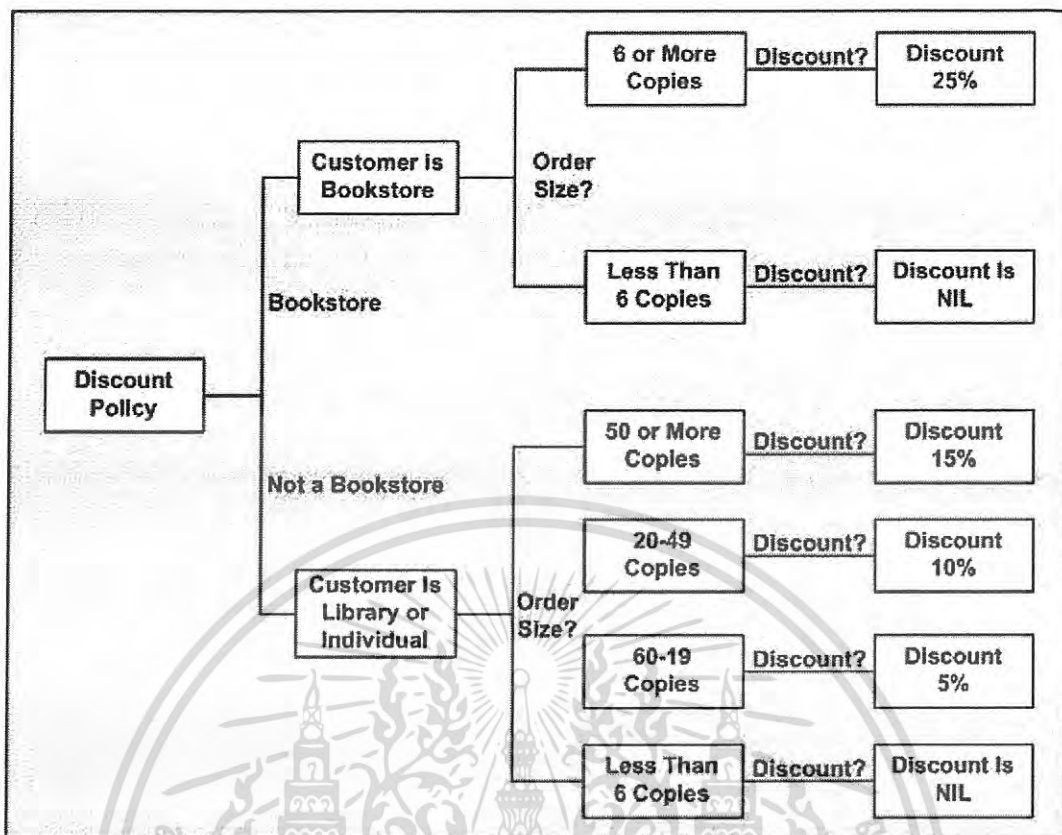 6 or More
Copies
Discount?
Discount
25%
Customer is
Bookstore
Order
Size?
Less Than
6 Copies
Discount?
Discount Is
NIL
Bookstore
Discount
Policy
50 or More
Copies
Discount?
Discount
15%
Not a Bookstore
20-49
Copies
Discount?
Discount
10%
Customer Is
Library or
Individual
Order
Size?
60-19
Copies
Discount?
Discount
5%
Less Than
6 Copies
Discount?
Discount Is
NIL